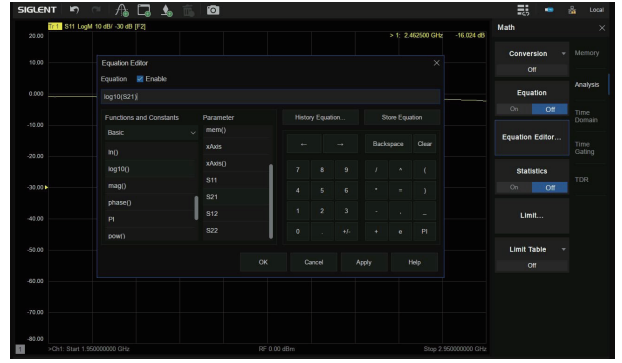 SIGLENT
Local
Tr 1 S11 LogM 10 dB/ -30 dB [F2]
> 1: 2.462500 GHz -16.024 dB
20.00
10.00
0.000
-10.00
-20.00
-30.00
-40.00
-50.00
-60.00
-70.00
-80.00
Equation Editor
Equation Enable
log10(S21)
Functions and Constants
Basic
ln()
log10()
mag()
phase()
PI
pow()
Parameter
mem()
xAxis
xAxis()
S11
S21
S12
S22
History Equation... Store Equation
← → Backspace Clear
7 8 9 / ^ (
4 5 6 * = )
1 2 3 - , _
0 . +/- + e PI
OK Cancel Apply Help
1 >Ch1: Start 1.950000000 GHz RF 0.00 dBm Stop 2.950000000 GHz
Math
Conversion
Off
Equation
On Off
Equation Editor...
Statistics
On Off
Limit...
Limit Table
Off
Memory
Analysis
Time
Domain
Time
Gating
TDR